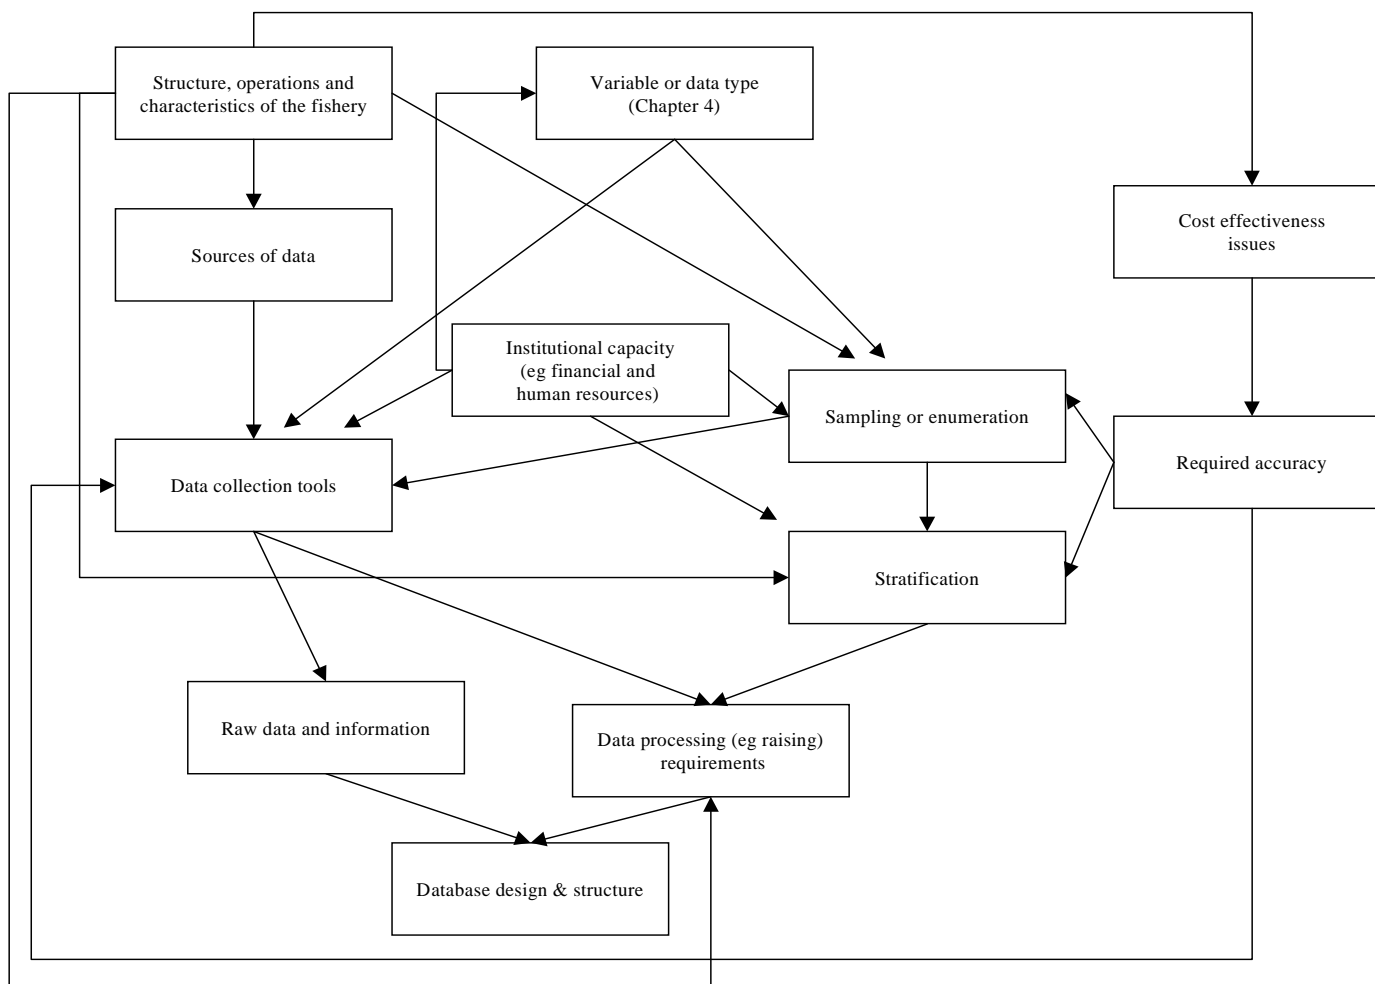 Structure, operations and
characteristics of the fishery
Variable or data type
(Chapter 4)
Sources of data
Cost effectiveness
issues
Institutional capacity
(eg financial and
human resources)
Sampling or enumeration
Required accuracy
Data collection tools
Stratification
Raw data and information
Data processing (eg raising)
requirements
Database design & structure